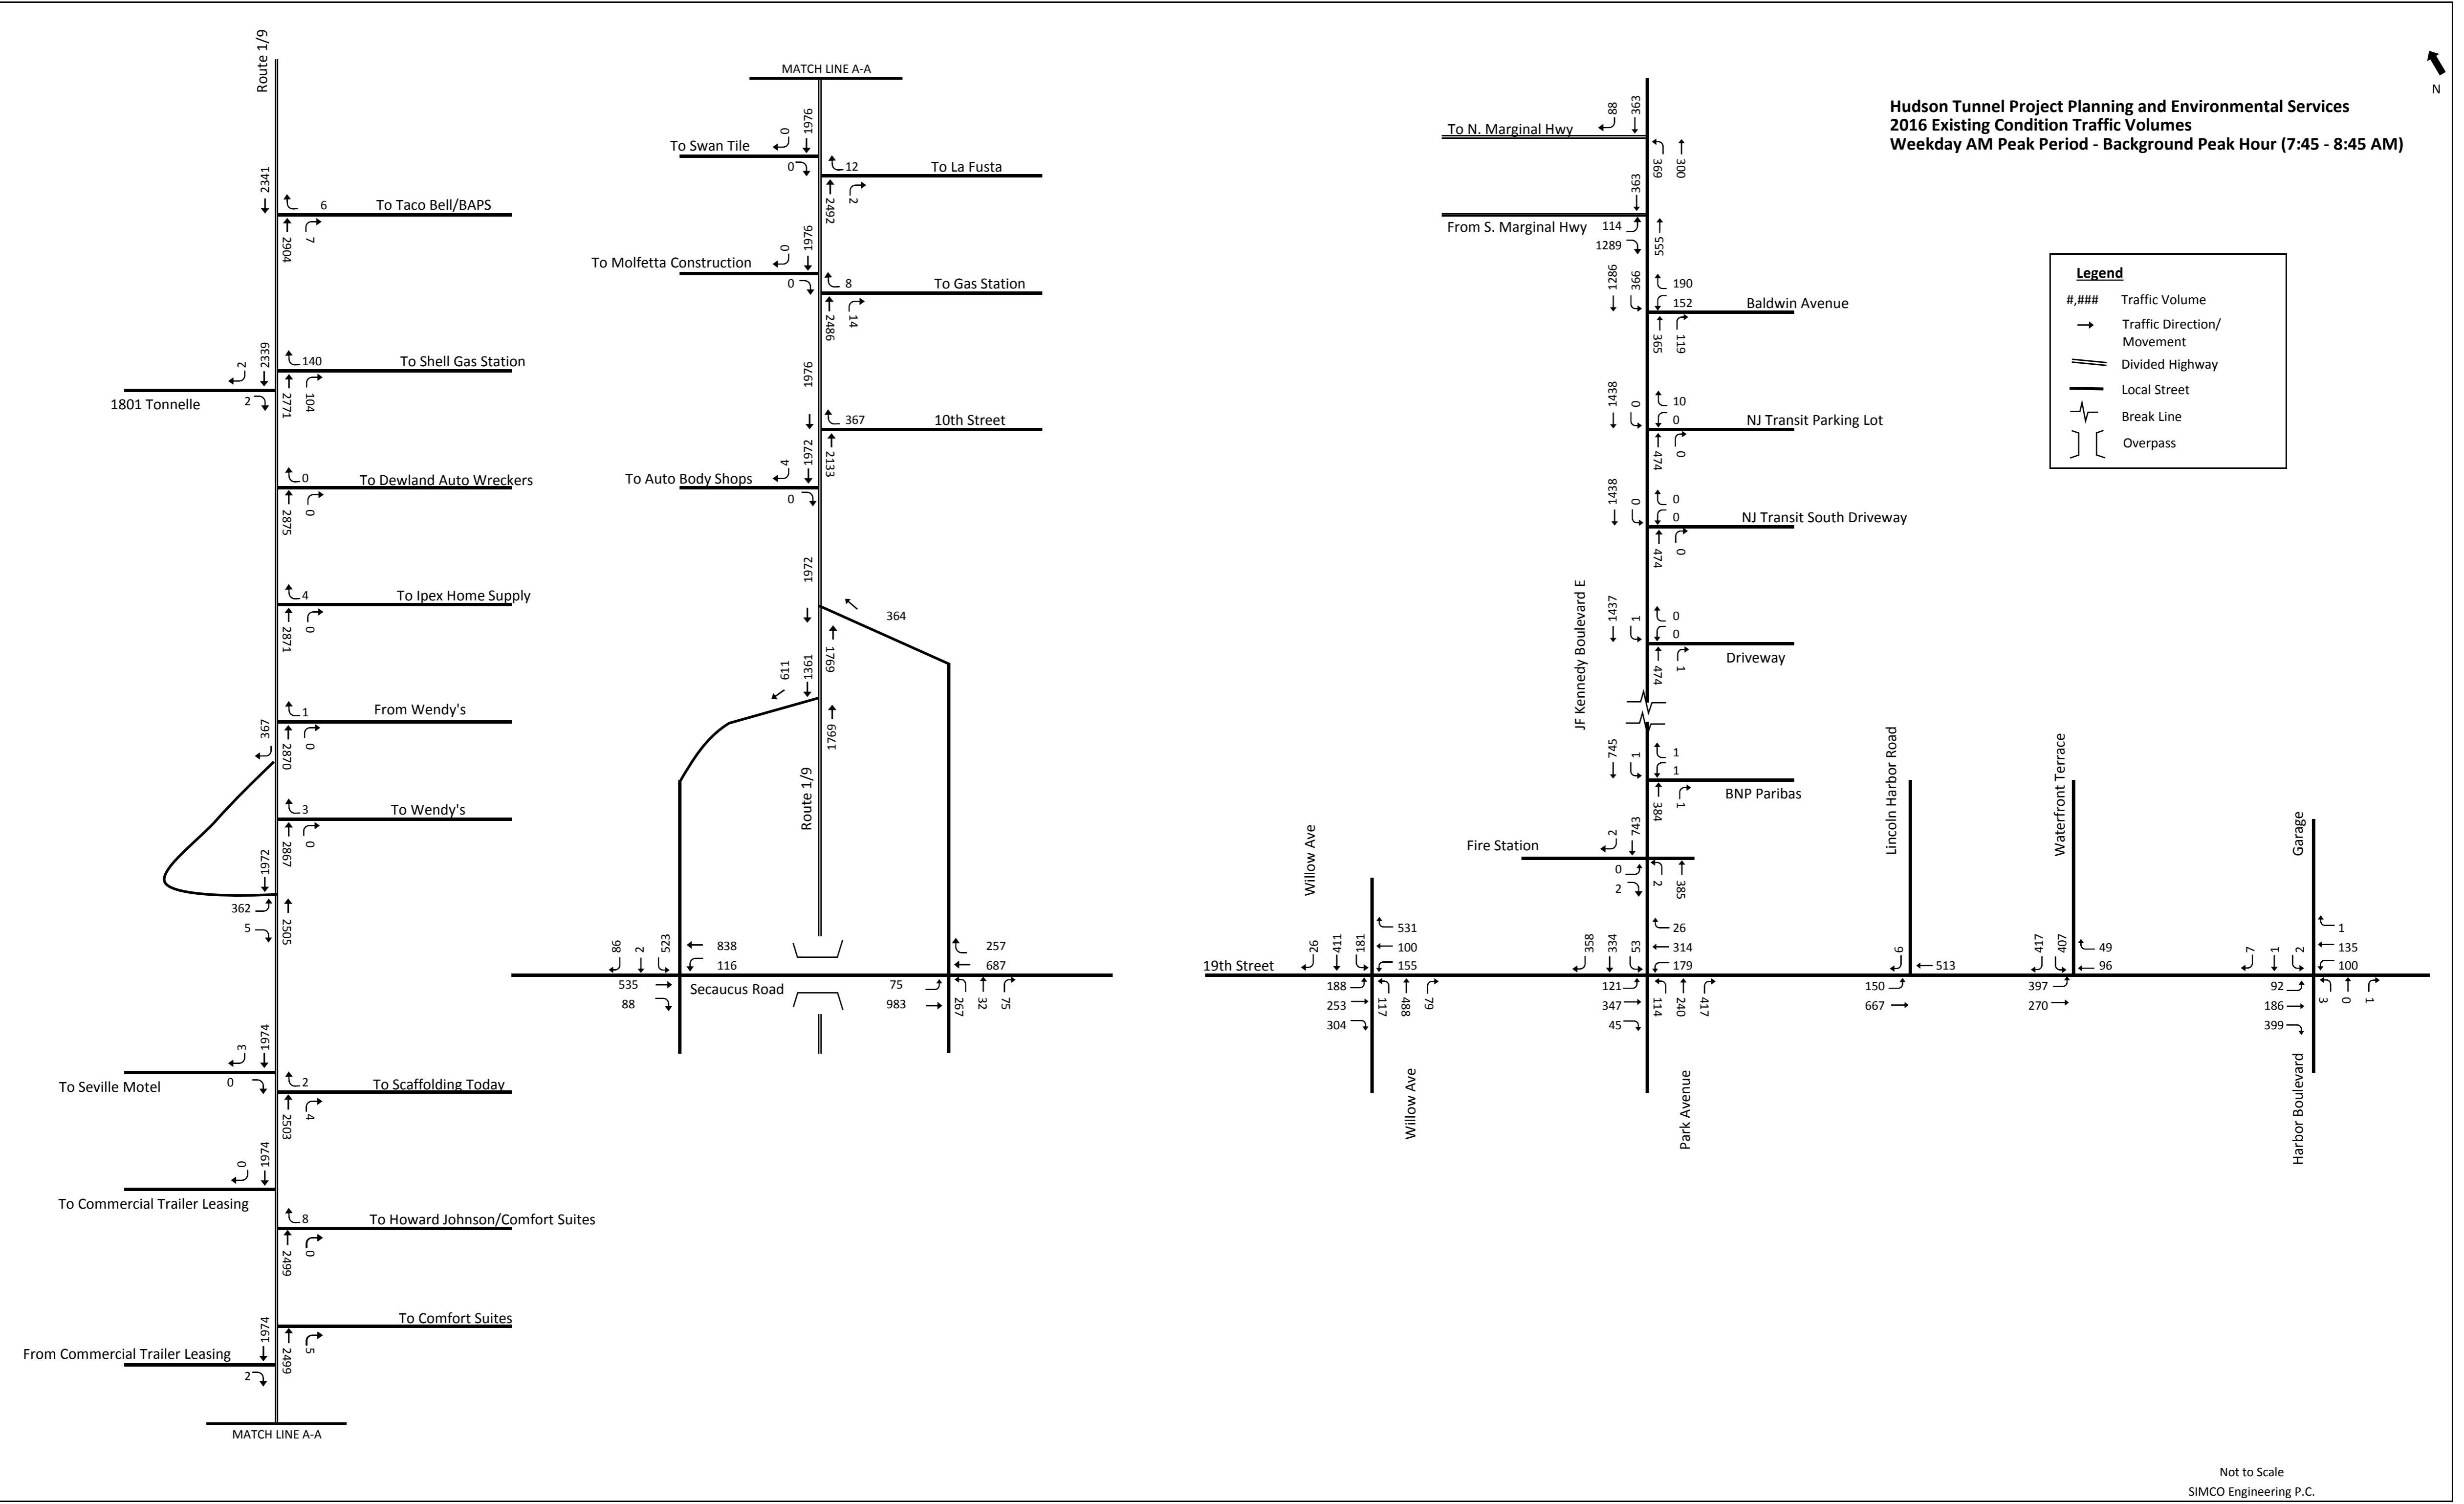 Hudson Tunnel Project Planning and Environmental Services
2016 Existing Condition Traffic Volumes
Weekday AM Peak Period - Background Peak Hour (7:45 - 8:45 AM)
N
Legend
#,### Traffic Volume
Traffic Direction/
Movement
Divided Highway
Local Street
Break Line
Overpass
Route 1/9
2341
6 To Taco Bell/BAPS
2904 7
2 2339
140 To Shell Gas Station
1801 Tonnelle
2
2771 104
0 To Dewland Auto Wreckers
2875 0
4 To Ipex Home Supply
2871 0
367
1 From Wendy's
2870 0
3 To Wendy's
2867 0
1972
362
5
2505
3 1974
To Seville Motel
0
2 To Scaffolding Today
2503 4
0 1974
To Commercial Trailer Leasing
8 To Howard Johnson/Comfort Suites
2499 0
1974
To Comfort Suites
2499 5
From Commercial Trailer Leasing
2
MATCH LINE A-A
MATCH LINE A-A
0 1976
To Swan Tile
0
12 To La Fusta
2492 2
0 1976
To Molfetta Construction
0
8 To Gas Station
2486 14
1976
367 10th Street
2133
4 1972
To Auto Body Shops
0
1972
364
1769
611 1361
1769
Route 1/9
86 2 523
838
116
535
88
Secaucus Road
257
687
75
983
267 32 75
88 363
To N. Marginal Hwy
369 300
363
From S. Marginal Hwy
114
1289
555
1286 366
190
152
Baldwin Avenue
365 119
1438 0
10
0
NJ Transit Parking Lot
474 0
1438 0
0
0
NJ Transit South Driveway
474 0
JF Kennedy Boulevard E
1437 1
0
0
Driveway
474 1
745 1
1
1
BNP Paribas
384 1
2 743
Fire Station
0
2
2 385
Willow Ave
26 411 181
531
100
155
19th Street
188
253
304
117 488 79
Willow Ave
358 334 53
26
314
179
121
347
45
114 240 417
Park Avenue
Lincoln Harbor Road
6
513
150
667
Waterfront Terrace
417 407
49
96
397
270
Garage
7 1 2
1
135
100
92
186
399
3 0 1
Harbor Boulevard
Not to Scale
SIMCO Engineering P.C.